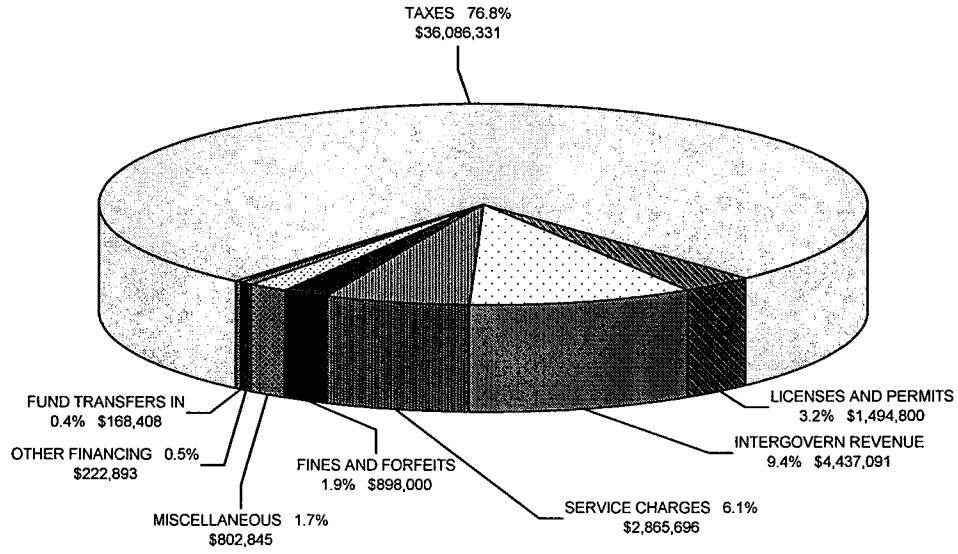 TAXES 76.8%
$36,086,331
FUND TRANSFERS IN
0.4% $168,408
OTHER FINANCING 0.5%
$222,893
MISCELLANEOUS 1.7%
$802,845
FINES AND FORFEITS
1.9% $898,000
SERVICE CHARGES 6.1%
$2,865,696
INTERGOVERN REVENUE
9.4% $4,437,091
LICENSES AND PERMITS
3.2% $1,494,800